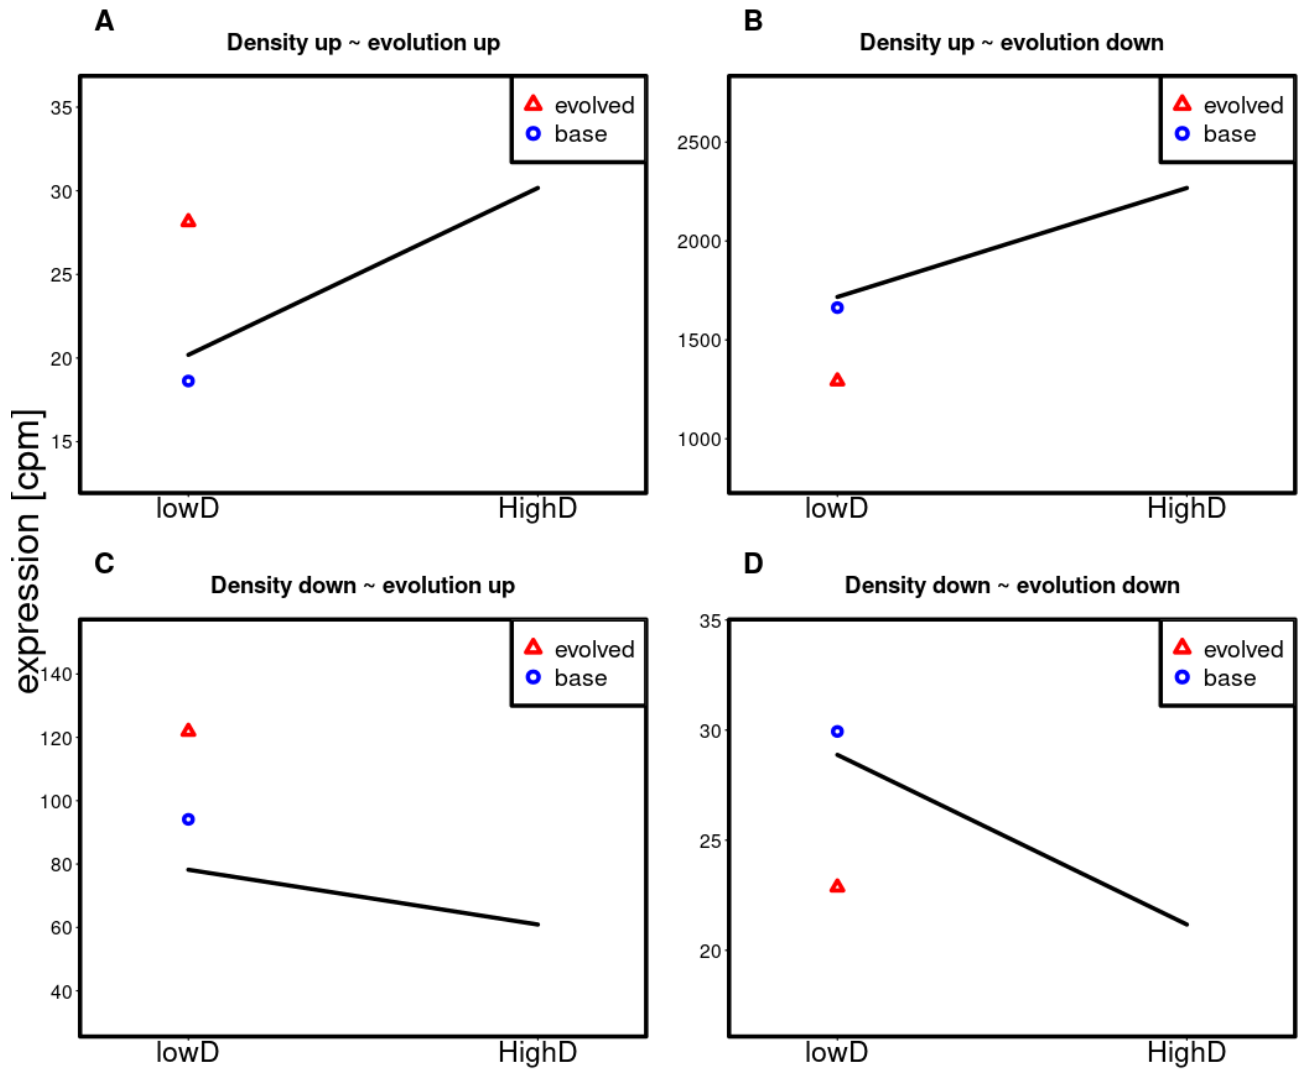 A
Density up ~ evolution up
35
30
25
20
15
evolved
base
lowD
HighD
B
Density up ~ evolution down
2500
2000
1500
1000
evolved
base
lowD
HighD
expression [cpm]
C
Density down ~ evolution up
140
120
100
80
60
40
evolved
base
lowD
HighD
D
Density down ~ evolution down
35
30
25
20
evolved
base
lowD
HighD